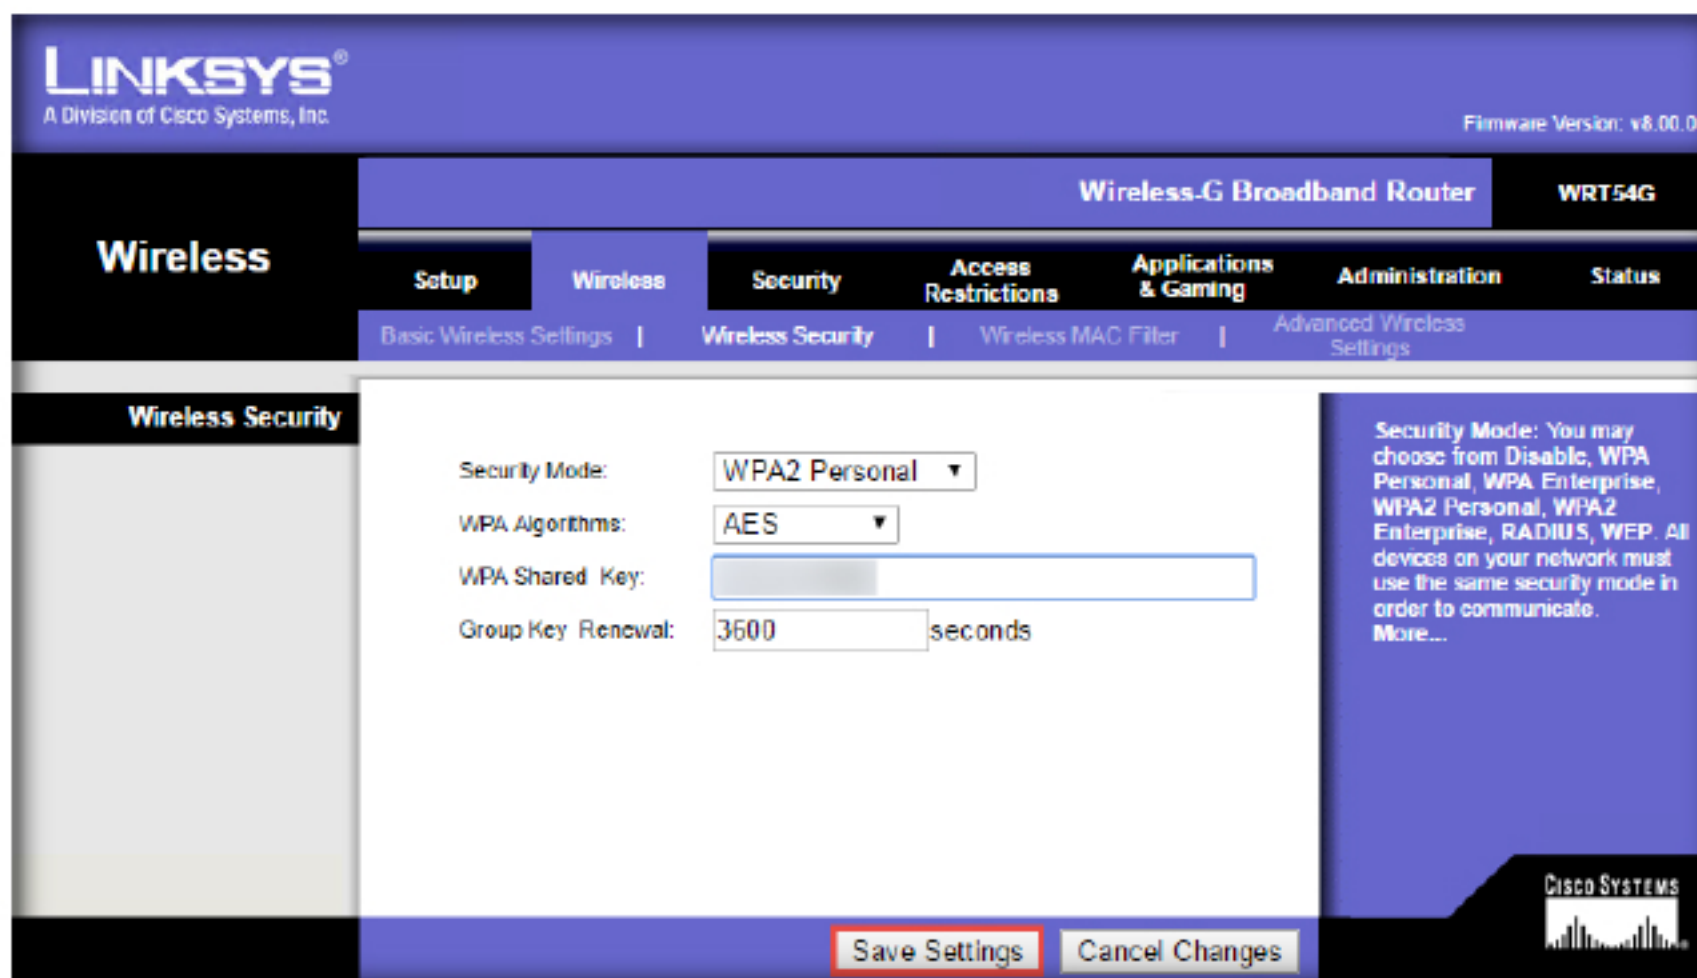 LINKSYS®
A Division of Cisco Systems, Inc.
Firmware Version: v8.00.0
Wireless-G Broadband Router
WRT54G
Wireless
Setup
Wireless
Security
Access
Restrictions
Applications
& Gaming
Administration
Status
Basic Wireless Settings |
Wireless Security |
Wireless MAC Filter |
Advanced Wireless
Settings
Wireless Security
Security Mode: WPA2 Personal
WPA Algorithms: AES
WPA Shared Key:
Group Key Renewal: 3600 seconds
Security Mode: You may
choose from Disable, WPA
Personal, WPA Enterprise,
WPA2 Personal, WPA2
Enterprise, RADIUS, WEP. All
devices on your network must
use the same security mode in
order to communicate.
More...
CISCO SYSTEMS
Save Settings
Cancel Changes